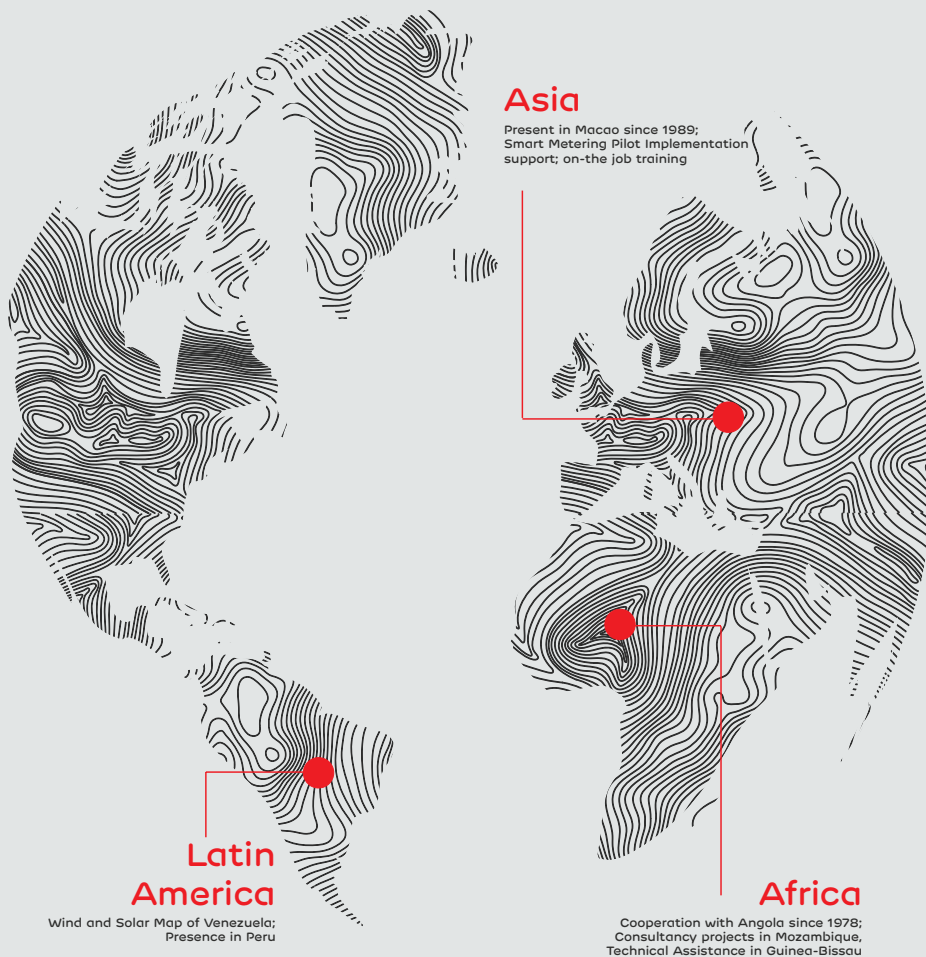 Asia
Present in Macao since 1989;
Smart Metering Pilot Implementation
support; on-the job training
Latin
America
Wind and Solar Map of Venezuela;
Presence in Peru
Africa
Cooperation with Angola since 1978;
Consultancy projects in Mozambique,
Technical Assistance in Guinea-Bissau